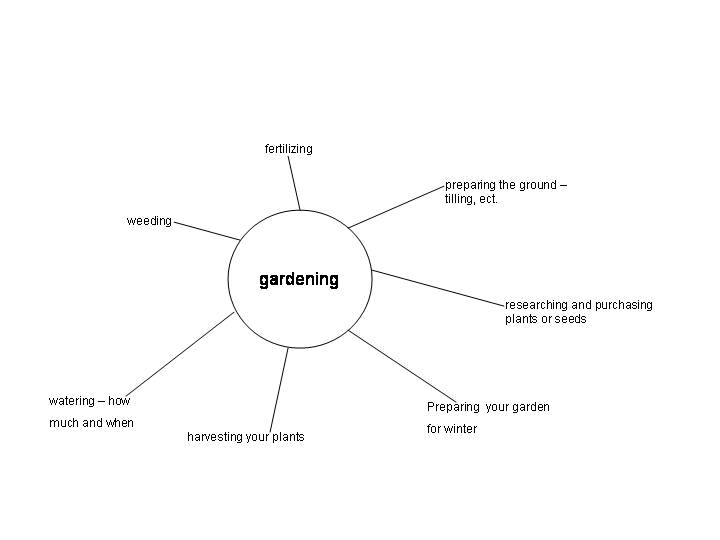 fertilizing
preparing the ground –
tilling, ect.
weeding
gardening
researching and purchasing
plants or seeds
watering – how
much and when
Preparing  your garden
for winter
harvesting your plants